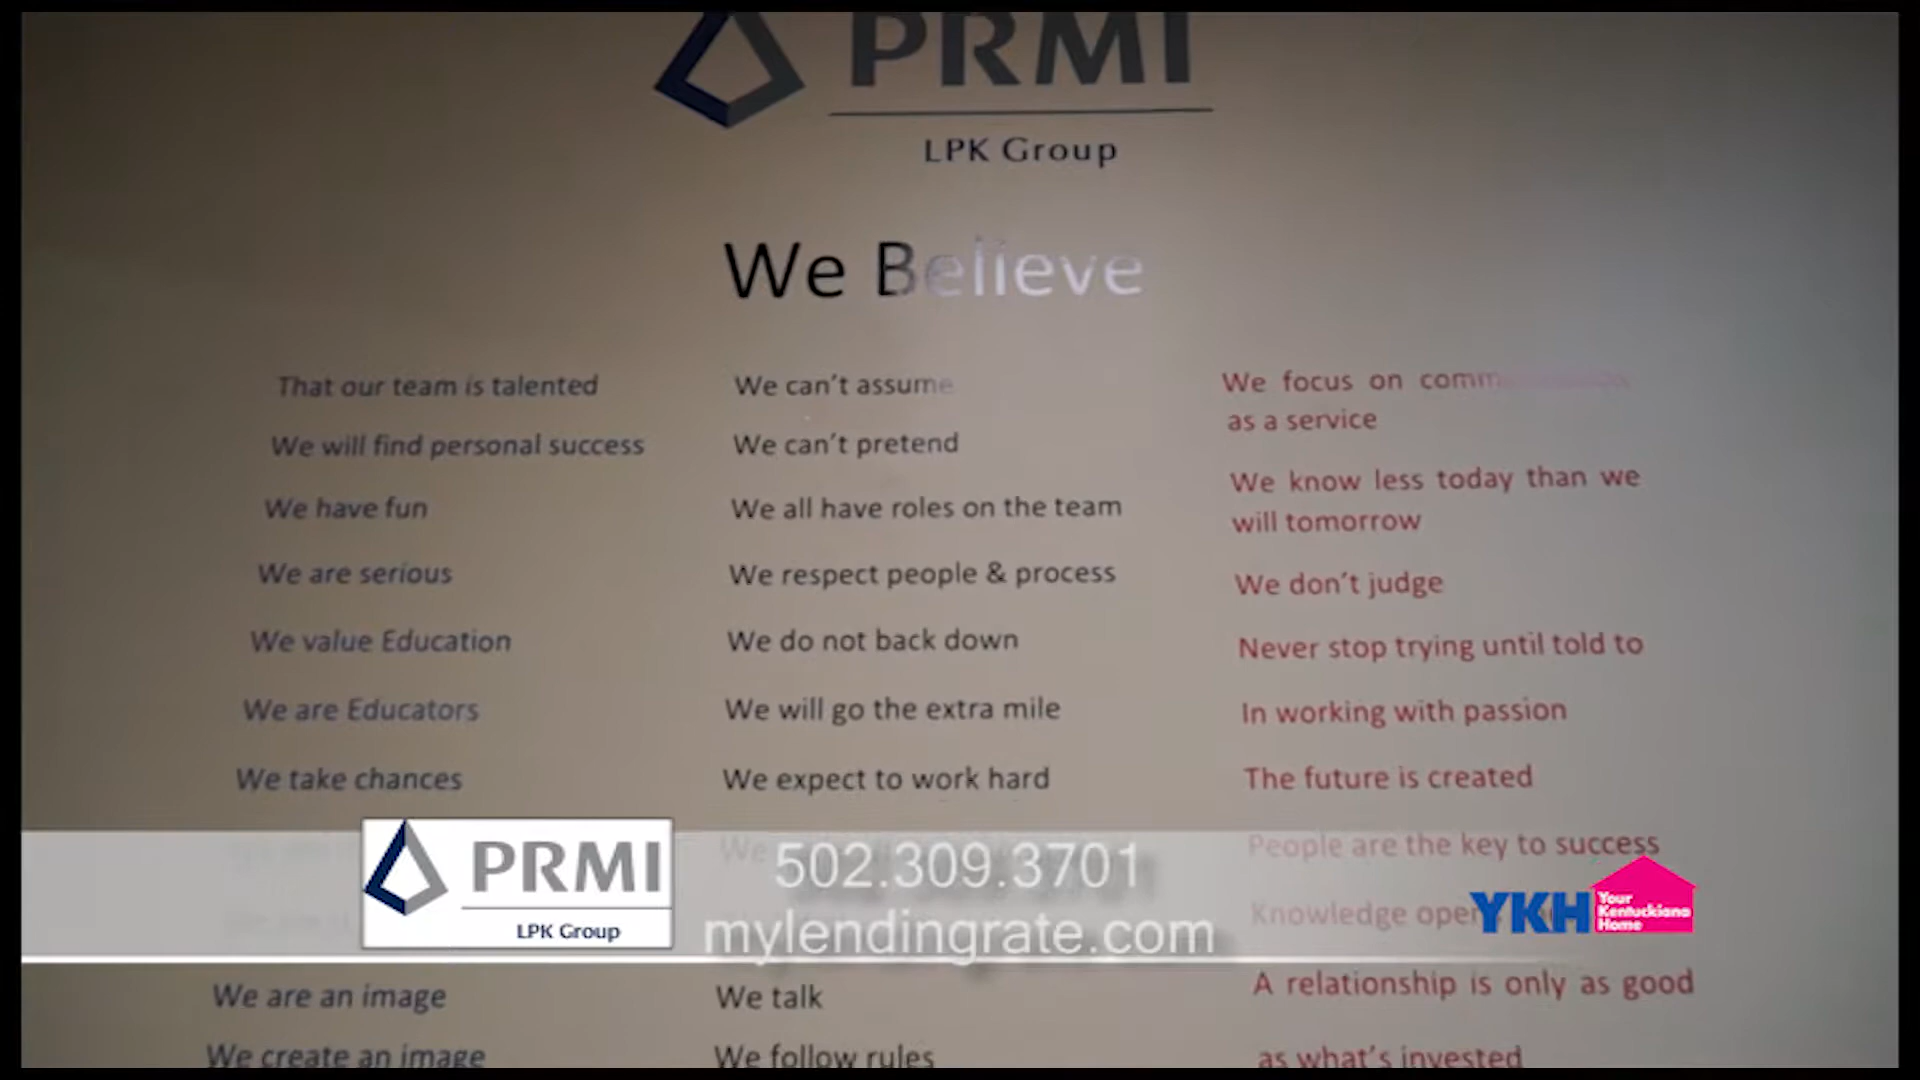 PRMI
LPK Group
We Believe
That our team is talented
We will find personal success
We have fun
We are serious
We value Education
We are Educators
We take chances
We are an image
We create an image
We can't assume
We can't pretend
We all have roles on the team
We respect people & process
We do not back down
We will go the extra mile
We expect to work hard
We
We talk
We follow rules
We focus on
as a service
We know less today than we
will tomorrow
We don't judge
Never stop trying until told to
In working with passion
The future is created
People are the key to success
Knowledge
A relationship is only as good
as what's invested
PRMI
LPK Group
502.309.3701
mylendingrate.com
YKH
Your
Kentuckiana
Home